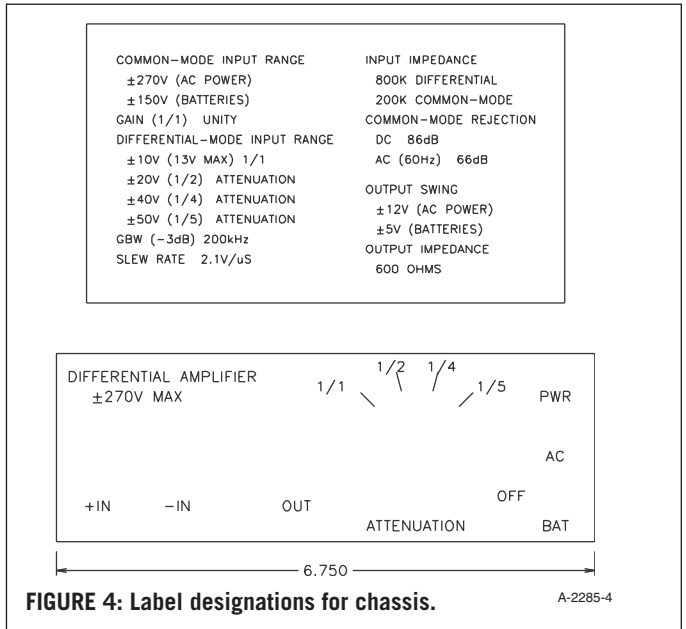 COMMON-MODE INPUT RANGE
±270V (AC POWER)
±150V (BATTERIES)
GAIN (1/1) UNITY
DIFFERENTIAL-MODE INPUT RANGE
±10V (13V MAX) 1/1
±20V (1/2) ATTENUATION
±40V (1/4) ATTENUATION
±50V (1/5) ATTENUATION
GBW (-3dB) 200kHz
SLEW RATE 2.1V/uS
INPUT IMPEDANCE
800K DIFFERENTIAL
200K COMMON-MODE
COMMON-MODE REJECTION
DC 86dB
AC (60Hz) 66dB
OUTPUT SWING
±12V (AC POWER)
±5V (BATTERIES)
OUTPUT IMPEDANCE
600 OHMS
DIFFERENTIAL AMPLIFIER
±270V MAX
1/1 1/2 1/4 1/5
PWR
AC
OFF
BAT
+IN -IN OUT
ATTENUATION
6.750
FIGURE 4: Label designations for chassis.
A-2285-4